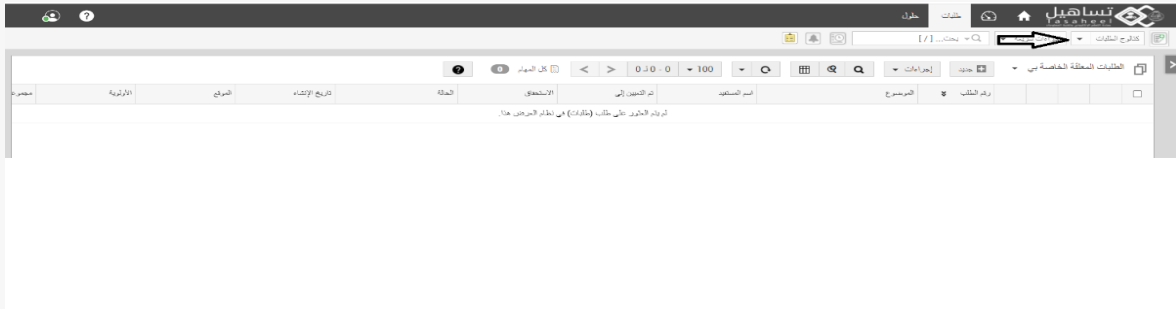 تساهيل
Tasaheel
طلبات
حلول
كتالوج الطلبات
بحث...[ / ]
الطلبات المعلقة الخاصة بي
جديد
إجراءات
100
0 - 0 لـ 0
كل المهام
0
رقم الطلب
الموضوع
اسم المستفيد
تم التعيين إلى
الاستحقاق
الحالة
تاريخ الإنشاء
الموقع
الأولوية
لم يتم العثور على طلب (طلبات) في نظام العرض هذا.